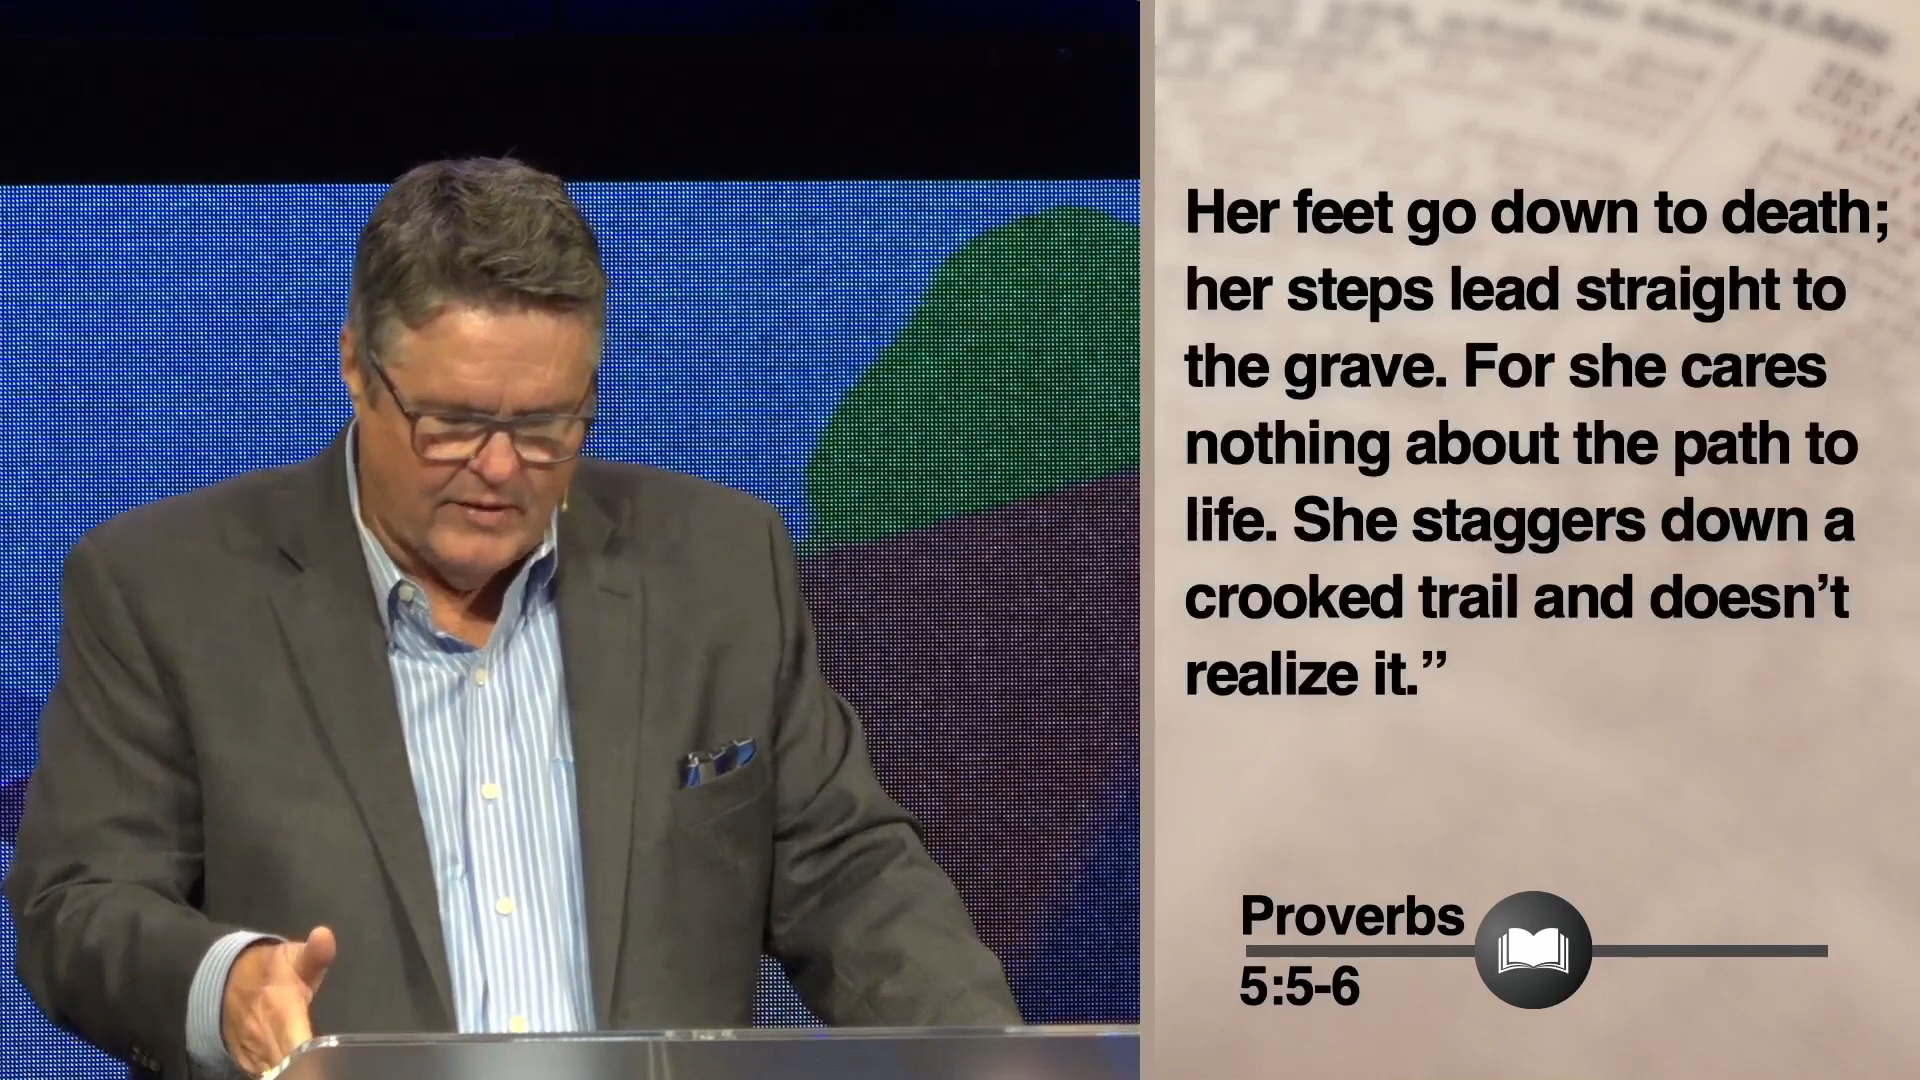 Her feet go down to death;
her steps lead straight to
the grave. For she cares
nothing about the path to
life. She staggers down a
crooked trail and doesn’t
realize it.”
Proverbs
5:5-6